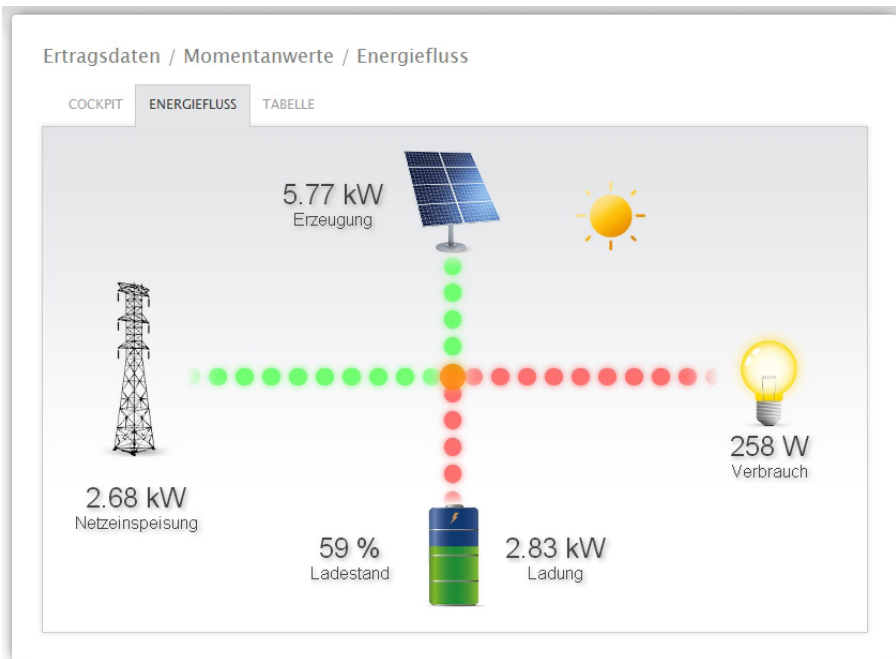 Ertragsdaten / Momentanwerte / Energiefluss
COCKPIT ENERGIEFLUSS TABELLE
5.77 kW
Erzeugung
258 W
Verbrauch
2.68 kW
Netzeinspeisung
59 %
Ladestand
2.83 kW
Ladung